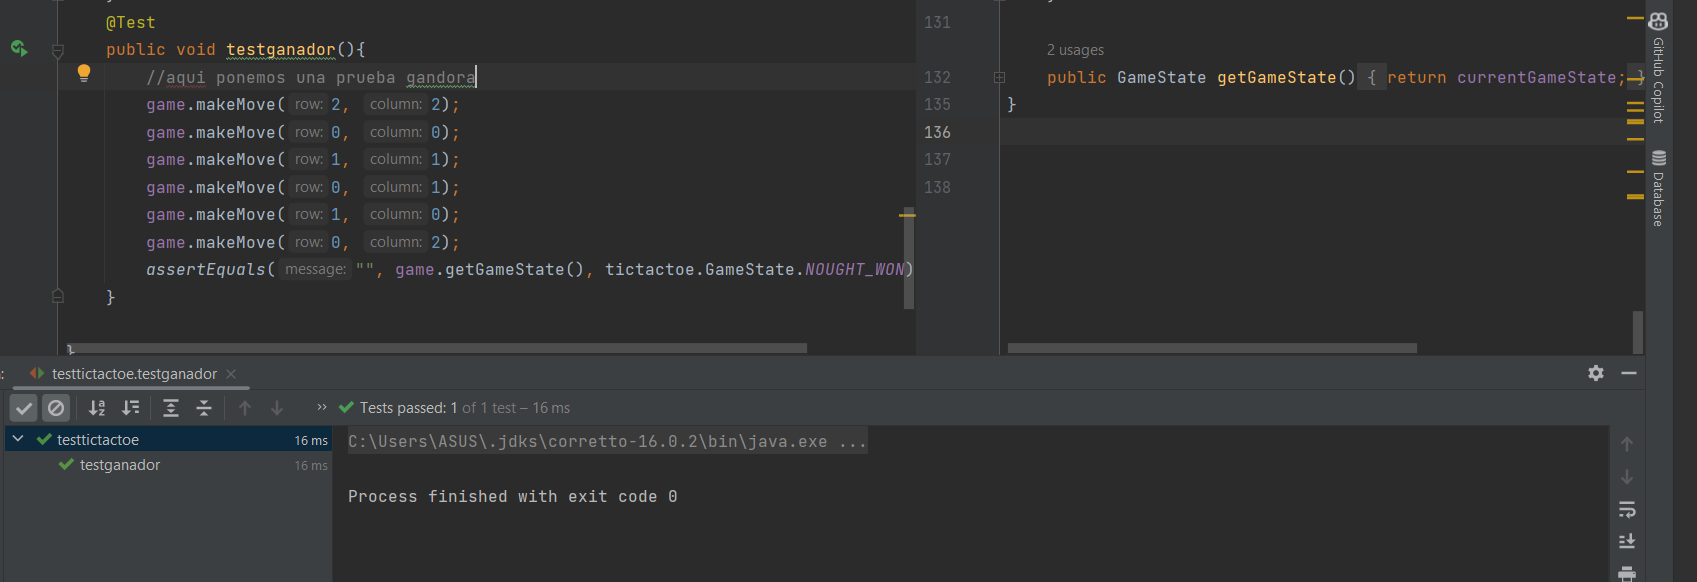 @Test
public void testganador(){
//aqui ponemos una prueba gandora
game.makeMove( row: 2, column: 2);
game.makeMove( row: 0, column: 0);
game.makeMove( row: 1, column: 1);
game.makeMove( row: 0, column: 1);
game.makeMove( row: 1, column: 0);
game.makeMove( row: 0, column: 2);
assertEquals( message: "", game.getGameState(), tictactoe.GameState.NOUGHT_WON)
}
}
131
2 usages
132 public GameState getGameState() { return currentGameState; }
135 }
136
137
138
GitHub Copilot
Database
: testtictactoe.testganador
Tests passed: 1 of 1 test – 16 ms
testtictactoe 16 ms
testganador 16 ms
C:\Users\ASUS\.jdks\corretto-16.0.2\bin\java.exe ...
Process finished with exit code 0